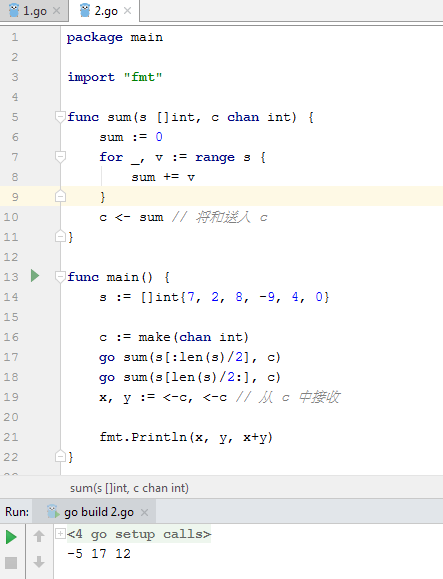 1.go 2.go
1 package main
2
3 import "fmt"
4
5 func sum(s []int, c chan int) {
6 sum := 0
7 for _, v := range s {
8 sum += v
9 }
10 c <- sum // 将和送入 c
11 }
12
13 func main() {
14 s := []int{7, 2, 8, -9, 4, 0}
15
16 c := make(chan int)
17 go sum(s[:len(s)/2], c)
18 go sum(s[len(s)/2:], c)
19 x, y := <-c, <-c // 从 c 中接收
20
21 fmt.Println(x, y, x+y)
22 }
sum(s []int, c chan int)
Run: go build 2.go
<4 go setup calls>
-5 17 12